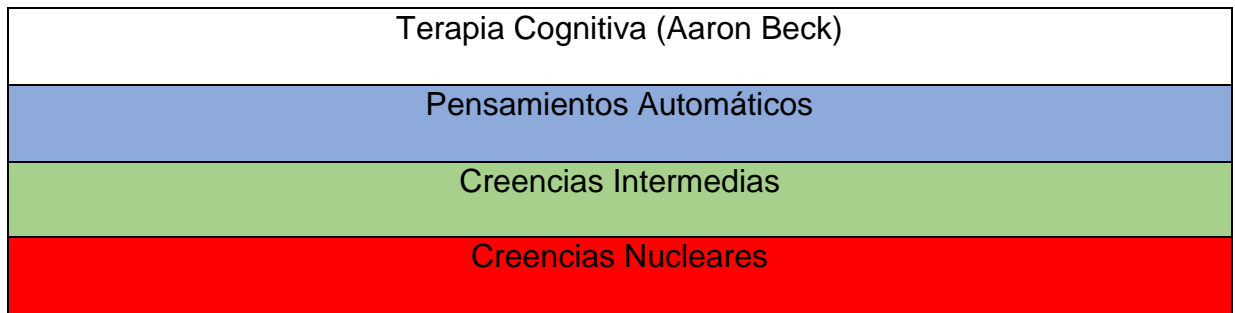 Terapia Cognitiva (Aaron Beck)
Pensamientos Automáticos
Creencias Intermedias
Creencias Nucleares